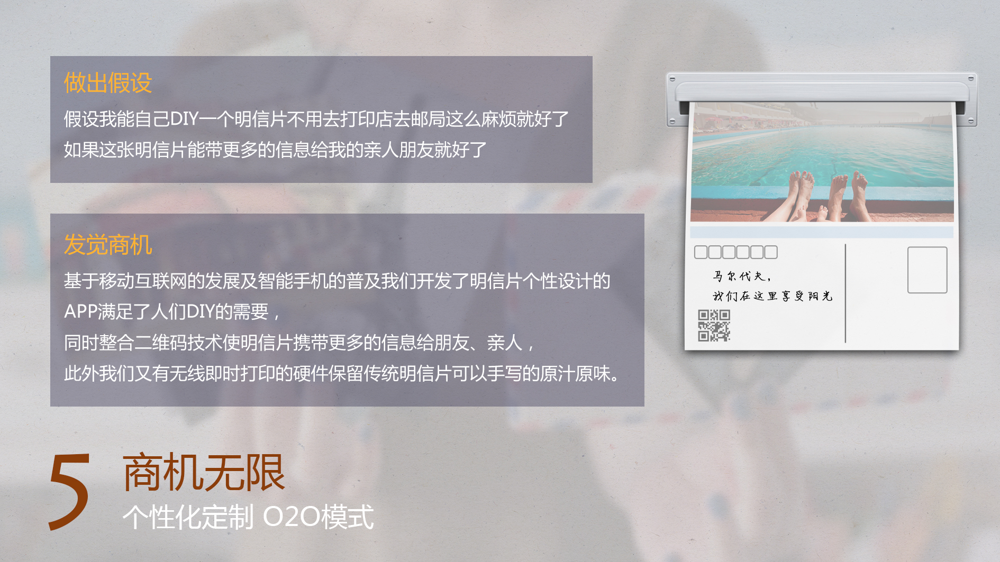 做出假设
假设我能自己DIY一个明信片不用去打印店去邮局这么麻烦就好了
如果这张明信片能带更多的信息给我的亲人朋友就好了
发觉商机
基于移动互联网的发展及智能手机的普及我们开发了明信片个性设计的
APP满足了人们DIY的需要，
同时整合二维码技术使明信片携带更多的信息给朋友、亲人，
此外我们又有无线即时打印的硬件保留传统明信片可以手写的原汁原味。
马尔代夫，
我们在这里享受阳光
5
商机无限
个性化定制 O2O模式